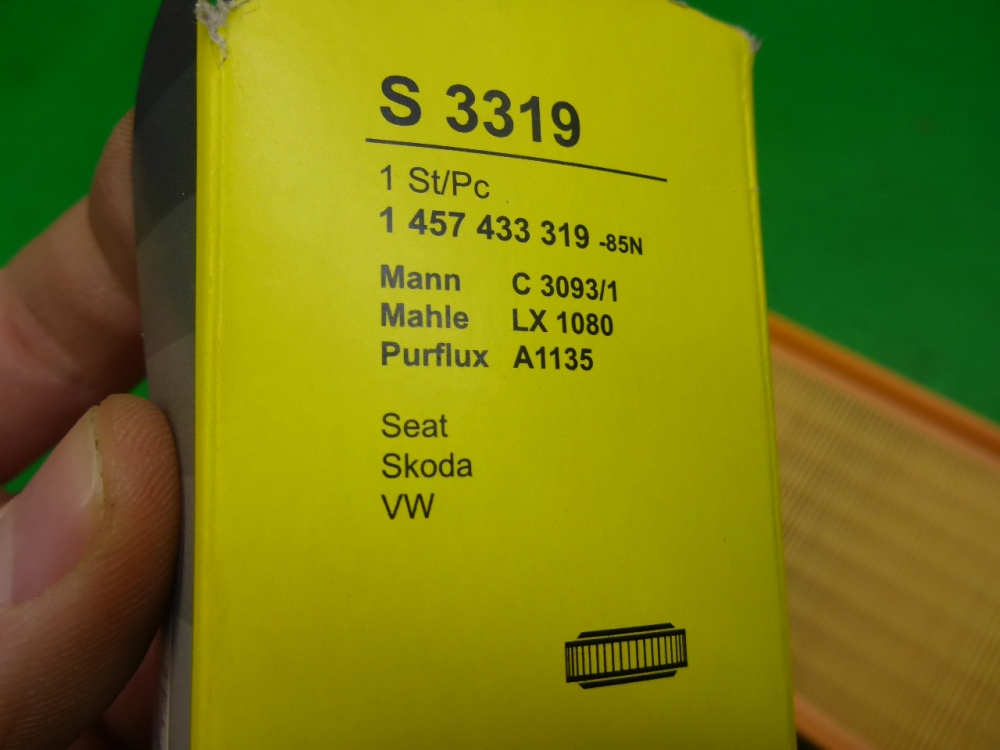 S 3319
1 St/Pc
1 457 433 319 -85N
Mann C 3093/1
Mahle LX 1080
Purflux A1135
Seat
Skoda
VW